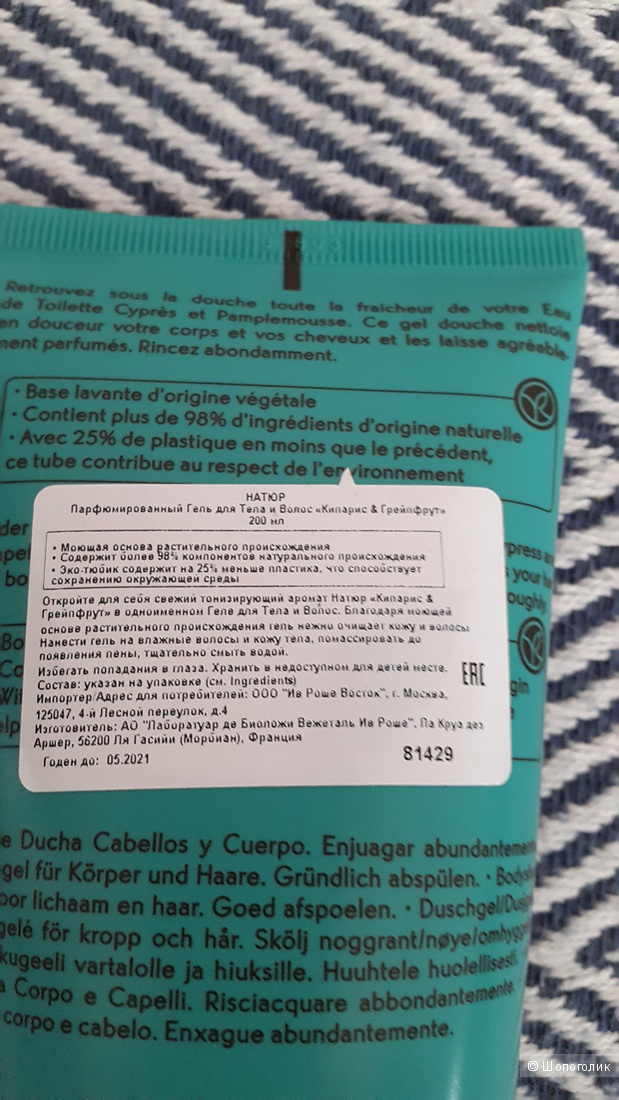 Retrouvez sous la douche toute la fraîcheur de votre Eau
de Toilette Cyprès et Pamplemousse. Ce gel douche nettoie
en douceur votre corps et vos cheveux et les laisse agréable-
ment parfumés. Rincez abondamment.
· Base lavante d'origine végétale
· Contient plus de 98% d'ingrédients d'origine naturelle
· Avec 25% de plastique en moins que le précédent,
ce tube contribue au respect de l'environnement
НАТЮР
Парфюмированный Гель для Тела и Волос «Кипарис & Грейпфрут»
200 мл
• Моющая основа растительного происхождения
• Содержит более 98% компонентов натурального происхождения
• Эко-тюбик содержит на 25% меньше пластика, что способствует
сохранению окружающей среды
Откройте для себя свежий тонизирующий аромат Натюр «Кипарис &
Грейпфрут» в одноименном Геле для Тела и Волос. Благодаря моющей
основе растительного происхождения гель нежно очищает кожу и волосы
Нанести гель на влажные волосы и кожу тела, помассировать до
появления пены, тщательно смыть водой.
Избегать попадания в глаза. Хранить в недоступном для детей месте.
Состав: указан на упаковке (см. Ingredients)
Импортер/Адрес для потребителей: ООО "Ив Роше Восток", г. Москва,
125047, 4-й Лесной переулок, д.4
Изготовитель: АО "Лаборатуар де Биоложи Вежеталь Ив Роше", Ла Круа дез
Аршер, 56200 Ля Гасийи (Морбиан), Франция
Годен до: 05.2021
81429
EAC
e Ducha Cabellos y Cuerpo. Enjuagar abundantemen
gel für Körper und Haare. Gründlich abspülen. · Bodysh
oor lichaam en haar. Goed afspoelen. · Duschgel/Dusj
gelé för kropp och hår. Skölj noggrant/nøye/omhygge
kugeeli vartalolle ja hiuksille. Huuhtele huolellisesti.
a Corpo e Capelli. Risciacquare abbondantemente.
corpo e cabelo. Enxague abundantemente.
© Шопоголик